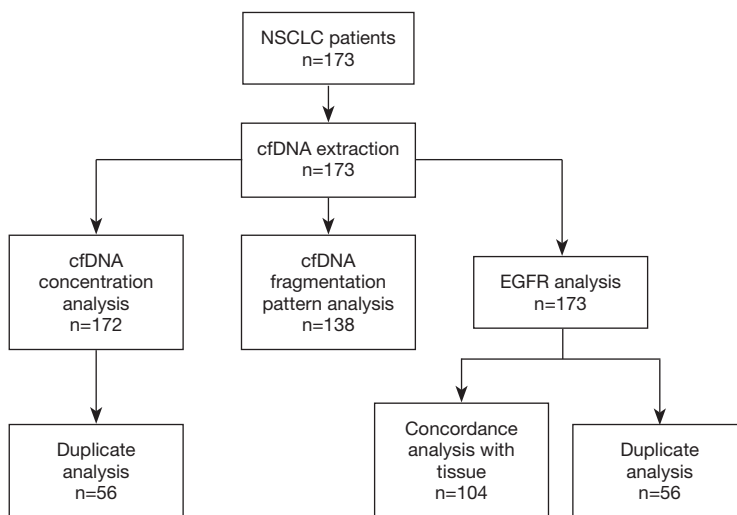 NSCLC patients
n=173
cfDNA extraction
n=173
cfDNA
concentration
analysis
n=172
cfDNA
fragmentation
pattern analysis
n=138
EGFR analysis
n=173
Duplicate
analysis
n=56
Concordance
analysis with
tissue
n=104
Duplicate
analysis
n=56